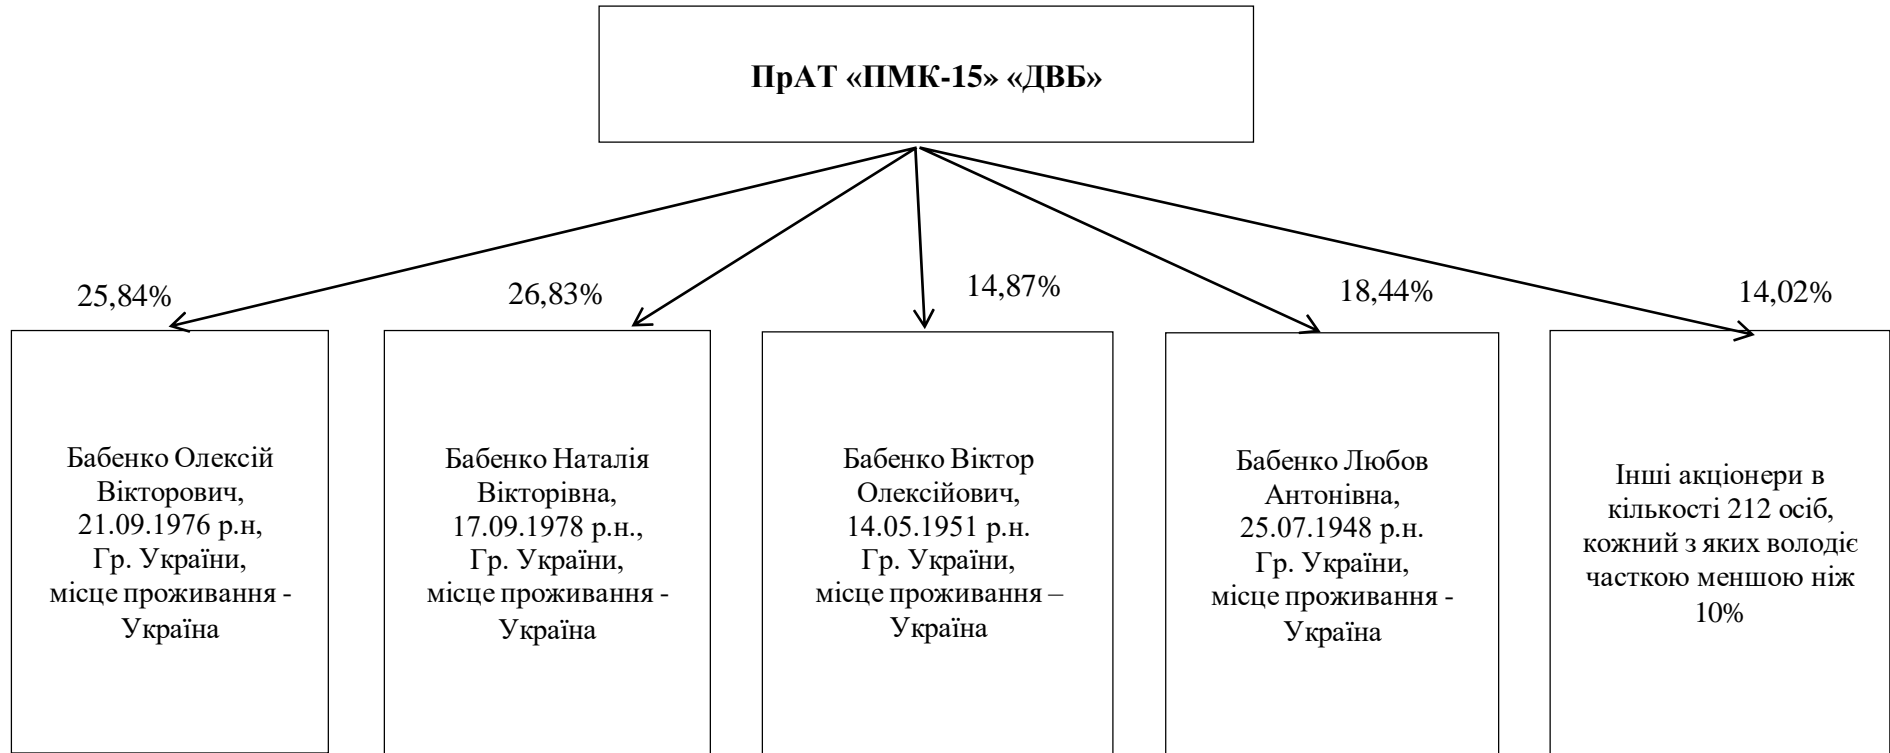 ПрАТ «ПМК-15» «ДВБ»
25,84%
26,83%
14,87%
18,44%
14,02%
Бабенко Олексій
Вікторович,
21.09.1976 р.н,
Гр. України,
місце проживання -
Україна
Бабенко Наталія
Вікторівна,
17.09.1978 р.н.,
Гр. України,
місце проживання -
Україна
Бабенко Віктор
Олексійович,
14.05.1951 р.н.
Гр. України,
місце проживання –
Україна
Бабенко Любов
Антонівна,
25.07.1948 р.н.
Гр. України,
місце проживання -
Україна
Інші акціонери в
кількості 212 осіб,
кожний з яких володіє
часткою меншою ніж
10%